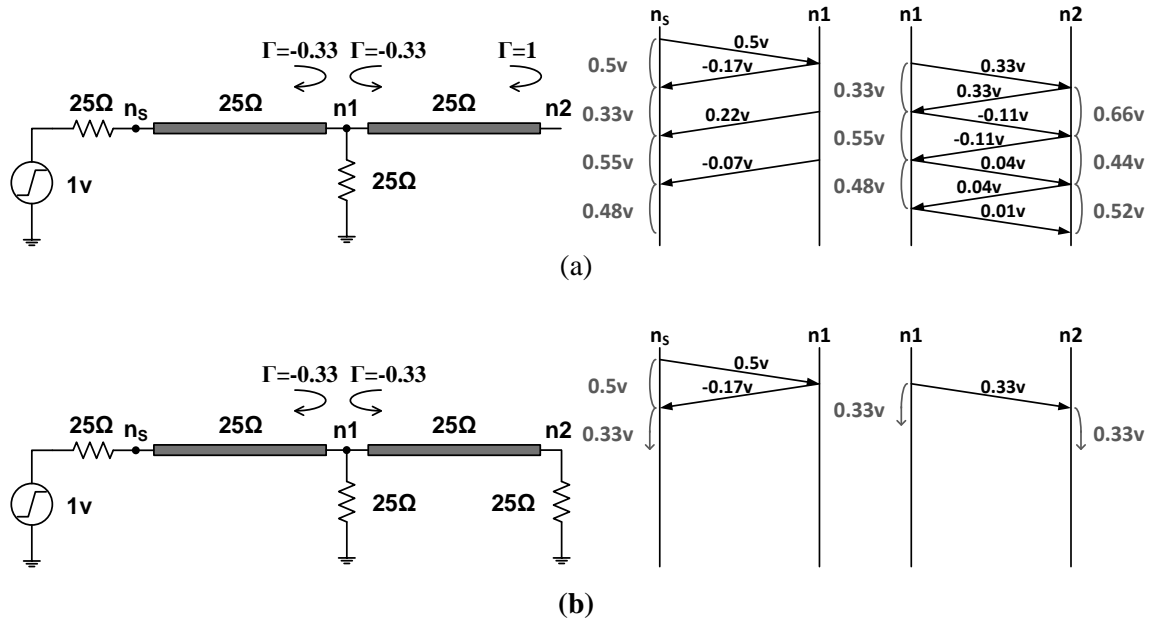 Γ=-0.33 Γ=-0.33 Γ=1
25Ω nS 25Ω n1 25Ω n2
1v
25Ω
nS n1 n1 n2
0.5v
0.5v
-0.17v
0.33v
0.22v
0.55v
-0.07v
0.48v
0.33v
0.33v
0.33v
0.66v
-0.11v
0.55v
-0.11v
0.44v
0.04v
0.48v
0.04v
0.52v
0.01v
(a)
Γ=-0.33 Γ=-0.33
25Ω nS 25Ω n1 25Ω n2
1v
25Ω 25Ω
nS n1 n1 n2
0.5v
0.5v
-0.17v
0.33v
0.33v
0.33v
0.33v
(b)